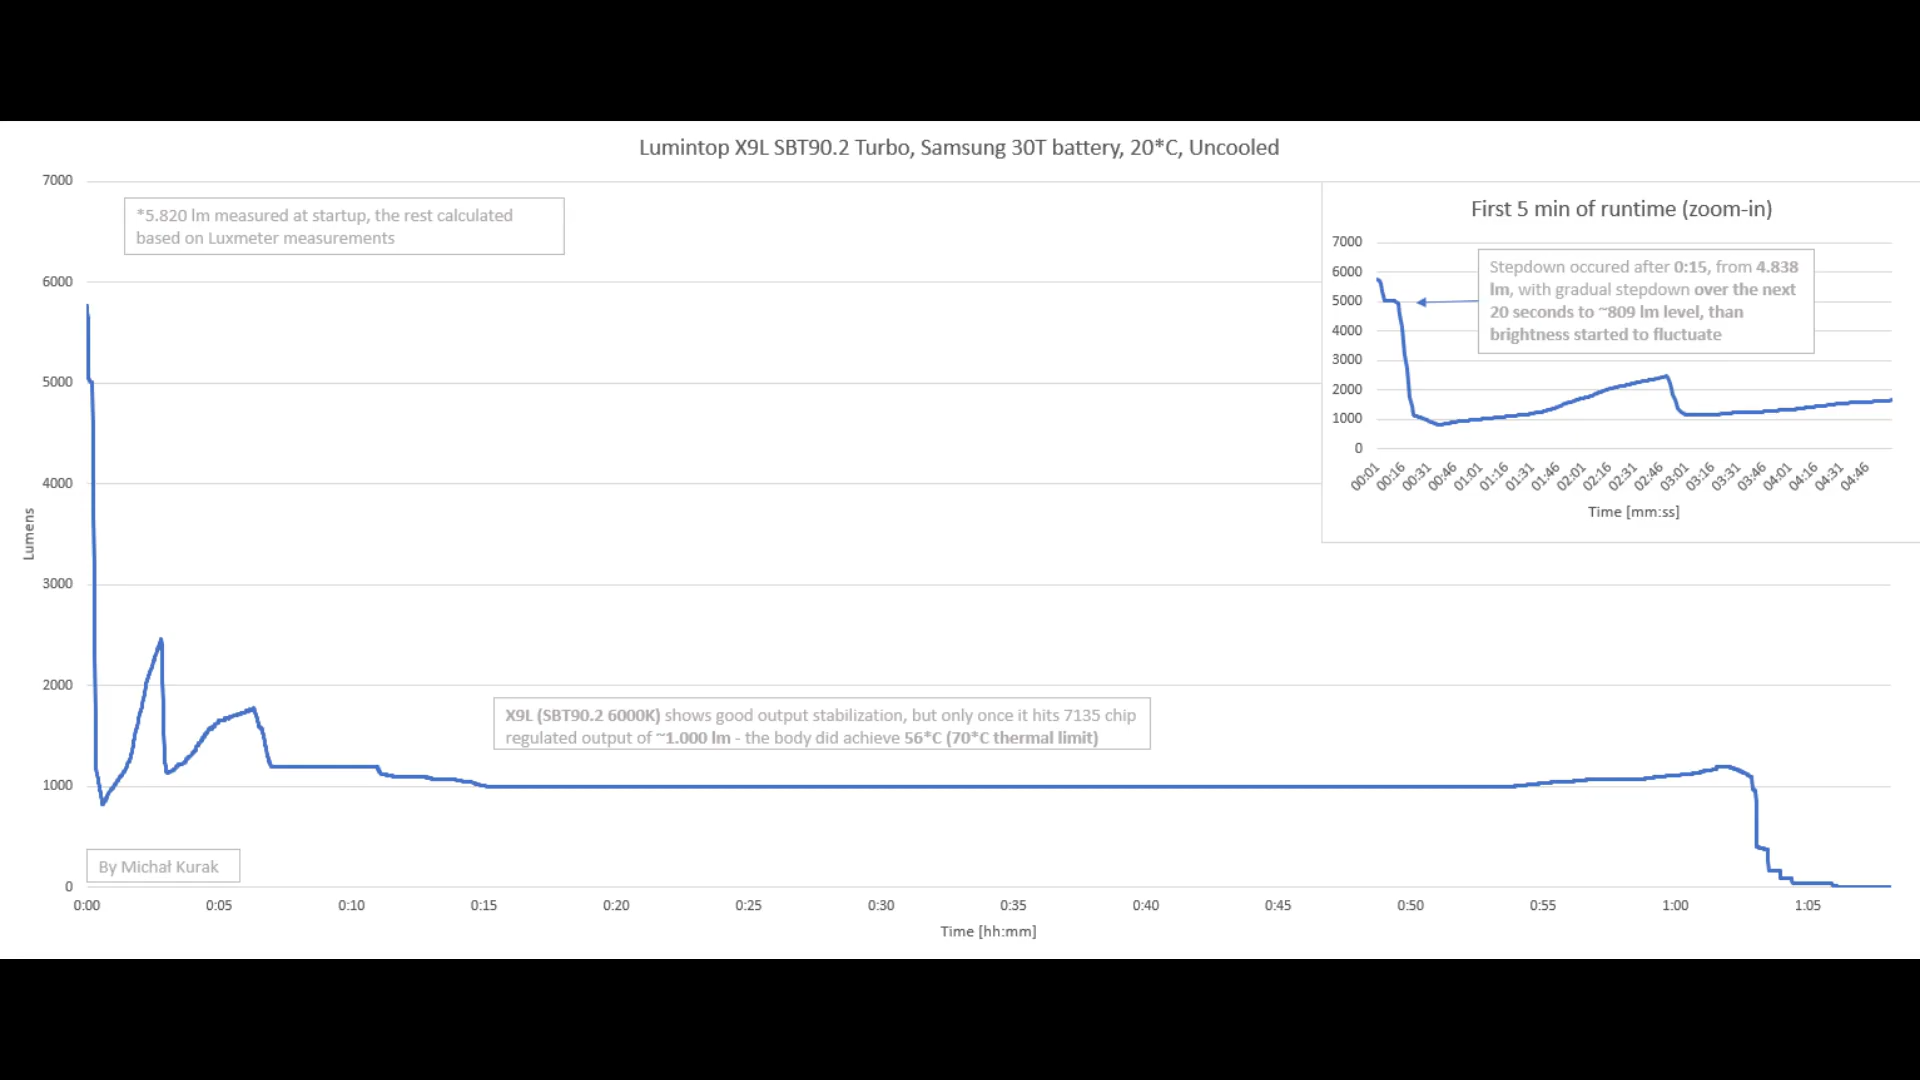 Lumintop X9L SBT90.2 Turbo, Samsung 30T battery, 20*C, Uncooled
7000
6000
5000
4000
3000
2000
1000
0
Lumens
*5.820 lm measured at startup, the rest calculated
based on Luxmeter measurements
First 5 min of runtime (zoom-in)
7000
6000
5000
4000
3000
2000
1000
0
Stepdown occured after 0:15, from 4.838
lm, with gradual stepdown over the next
20 seconds to ~809 lm level, than
brightness started to fluctuate
00:01 00:16 00:31 00:46 01:01 01:16 01:31 01:46 02:01 02:16 02:31 02:46 03:01 03:16 03:31 03:46 04:01 04:16 04:31 04:46
Time [mm:ss]
X9L (SBT90.2 6000K) shows good output stabilization, but only once it hits 7135 chip
regulated output of ~1.000 lm - the body did achieve 56*C (70*C thermal limit)
By Michał Kurak
0:00 0:05 0:10 0:15 0:20 0:25 0:30 0:35 0:40 0:45 0:50 0:55 1:00 1:05
Time [hh:mm]